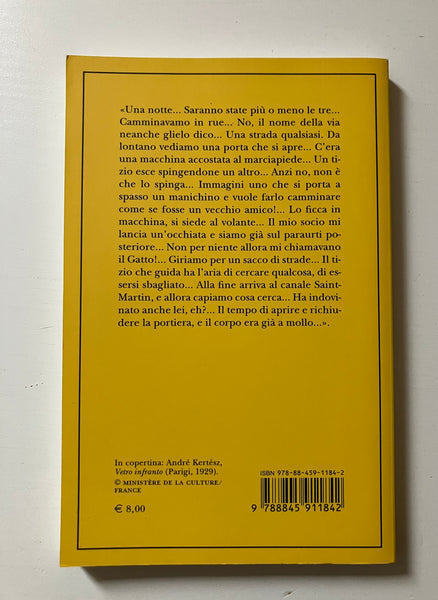 «Una notte... Saranno state più o meno le tre...
Camminavamo in rue... No, il nome della via
neanche glielo dico... Una strada qualsiasi. Da
lontano vediamo una porta che si apre... C'era
una macchina accostata al marciapiede... Un ti-
zio esce spingendone un altro... Anzi no, non è
che lo spinga... Immagini uno che si porta a
spasso un manichino e vuole farlo camminare
come se fosse un vecchio amico!... Lo ficca in
macchina, si siede al volante... Il mio socio mi
lancia un'occhiata e siamo già sul paraurti po-
steriore... Non per niente allora mi chiamavano
il Gatto!... Giriamo per un sacco di strade... Il ti-
zio che guida ha l'aria di cercare qualcosa, di es-
sersi sbagliato... Alla fine arriva al canale Saint-
Martin, e allora capiamo cosa cerca... Ha indovi-
nato anche lei, eh?... Il tempo di aprire e richiu-
dere la portiera, e il corpo era già a mollo...».
In copertina: André Kertész,
Vetro infranto (Parigi, 1929).
© MINISTÈRE DE LA CULTURE/
FRANCE
€ 8,00
ISBN 978-88-459-1184-2
9 788845 911842